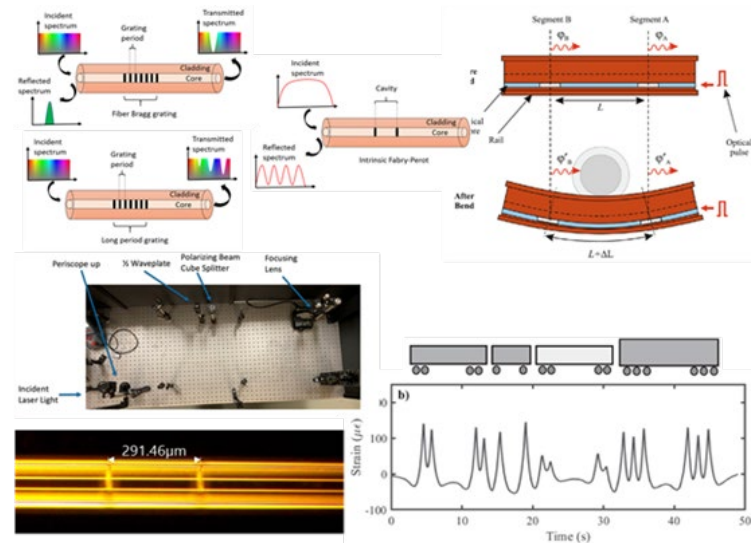 Incident
spectrum
Grating
period
Transmitted
spectrum
Cladding
Core
Reflected
spectrum
Fiber Bragg grating
Incident
spectrum
Grating
period
Transmitted
spectrum
Cladding
Core
Long period grating
Incident
spectrum
Cavity
Cladding
Core
Reflected
spectrum
Intrinsic Fabry-Perot
Segment B
Segment A
φB
φA
L
Rail
Optical
pulse
φ'B
φ'A
After
Bend
L+ΔL
Periscope up
½ Waveplate
Polarizing Beam
Cube Splitter
Focusing
Lens
Incident
Laser Light
291.46μm
b)
Strain (με)
100
0
-100
0
10
20
30
40
50
Time (s)